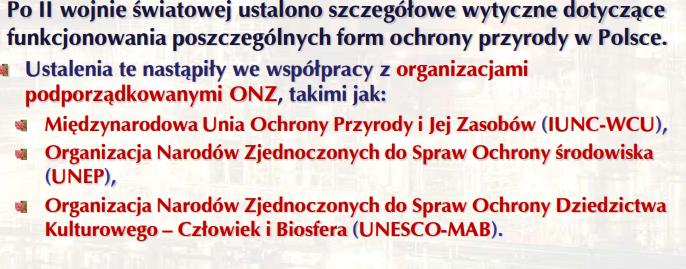 Po II wojnie światowej ustalono szczegółowe wytyczne dotyczące
funkcjonowania poszczególnych form ochrony przyrody w Polsce.
Ustalenia te nastąpiły we współpracy z organizacjami
podporządkowanymi ONZ, takimi jak:
Międzynarodowa Unia Ochrony Przyrody i Jej Zasobów (IUNC-WCU),
Organizacja Narodów Zjednoczonych do Spraw Ochrony środowiska
(UNEP),
Organizacja Narodów Zjednoczonych do Spraw Ochrony Dziedzictwa
Kulturowego – Człowiek i Biosfera (UNESCO-MAB).